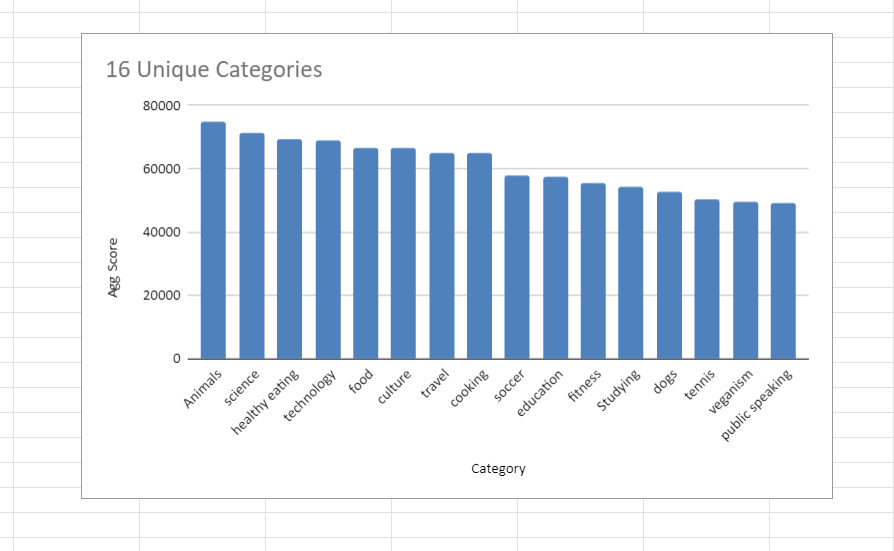 16 Unique Categories
80000
60000
40000
20000
0
Agg Score
Animals
science
healthy eating
technology
food
culture
travel
cooking
soccer
education
fitness
Studying
dogs
tennis
veganism
public speaking
Category